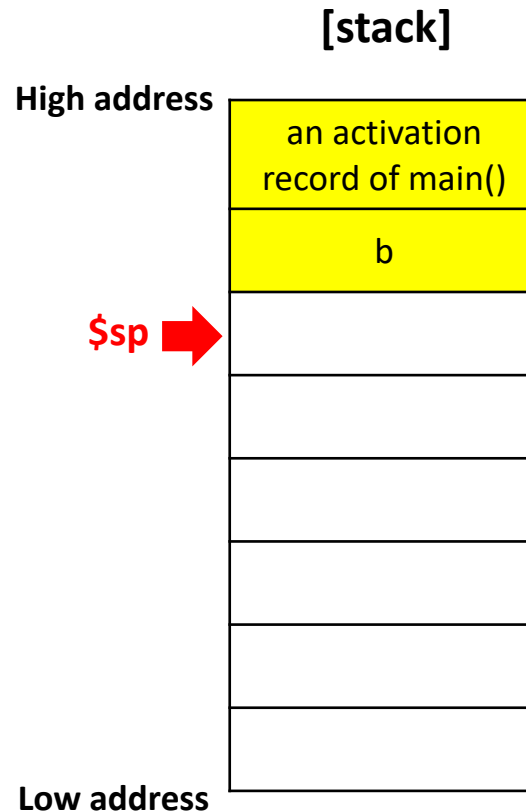 [stack]
High address
an activation
record of main()
b
$sp
Low address